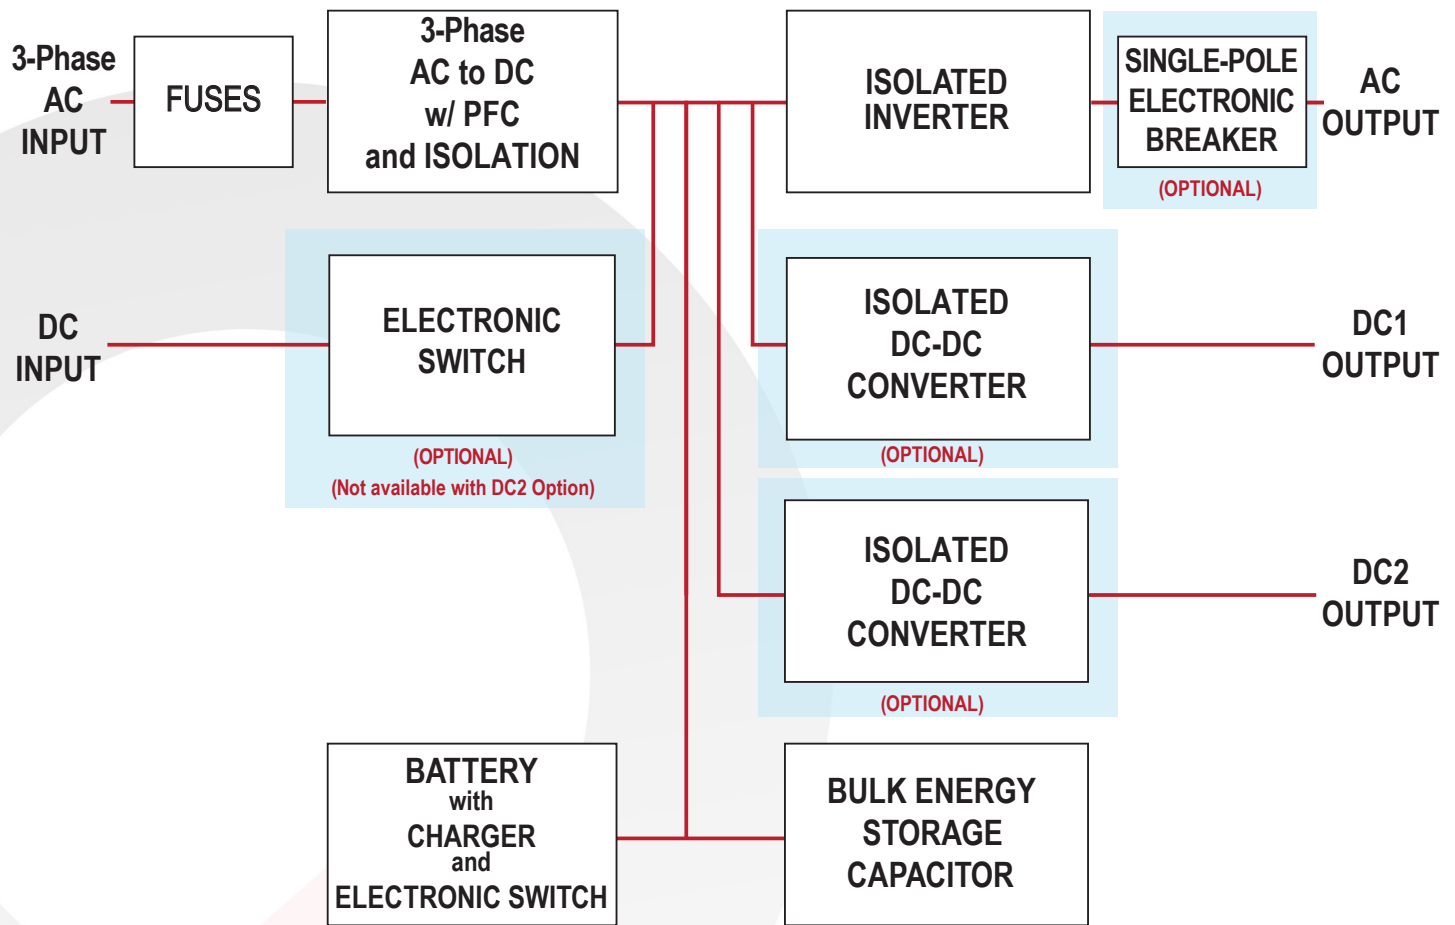 3-Phase
AC
INPUT
FUSES
3-Phase
AC to DC
w/ PFC
and ISOLATION
ISOLATED
INVERTER
SINGLE-POLE
ELECTRONIC
BREAKER
(OPTIONAL)
AC
OUTPUT
DC
INPUT
ELECTRONIC
SWITCH
(OPTIONAL)
(Not available with DC2 Option)
ISOLATED
DC-DC
CONVERTER
(OPTIONAL)
DC1
OUTPUT
ISOLATED
DC-DC
CONVERTER
(OPTIONAL)
DC2
OUTPUT
BATTERY
with
CHARGER
and
ELECTRONIC SWITCH
BULK ENERGY
STORAGE
CAPACITOR